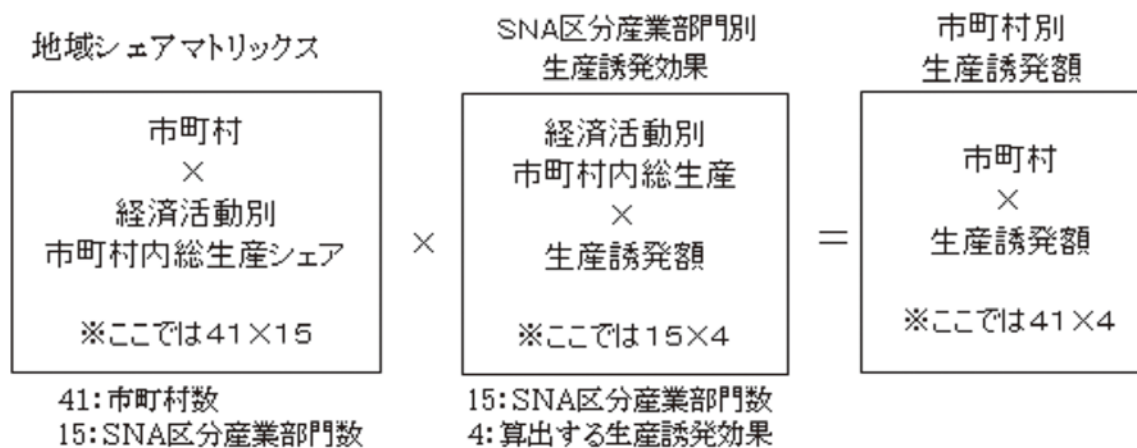 地域シェアマトリックス
市町村
×
経済活動別
市町村内総生産シェア
※ここでは41×15
41:市町村数
15:SNA区分産業部門数
×
SNA区分産業部門別
生産誘発効果
経済活動別
市町村内総生産
×
生産誘発額
※ここでは15×4
15:SNA区分産業部門数
4:算出する生産誘発効果
=
市町村別
生産誘発額
市町村
×
生産誘発額
※ここでは41×4